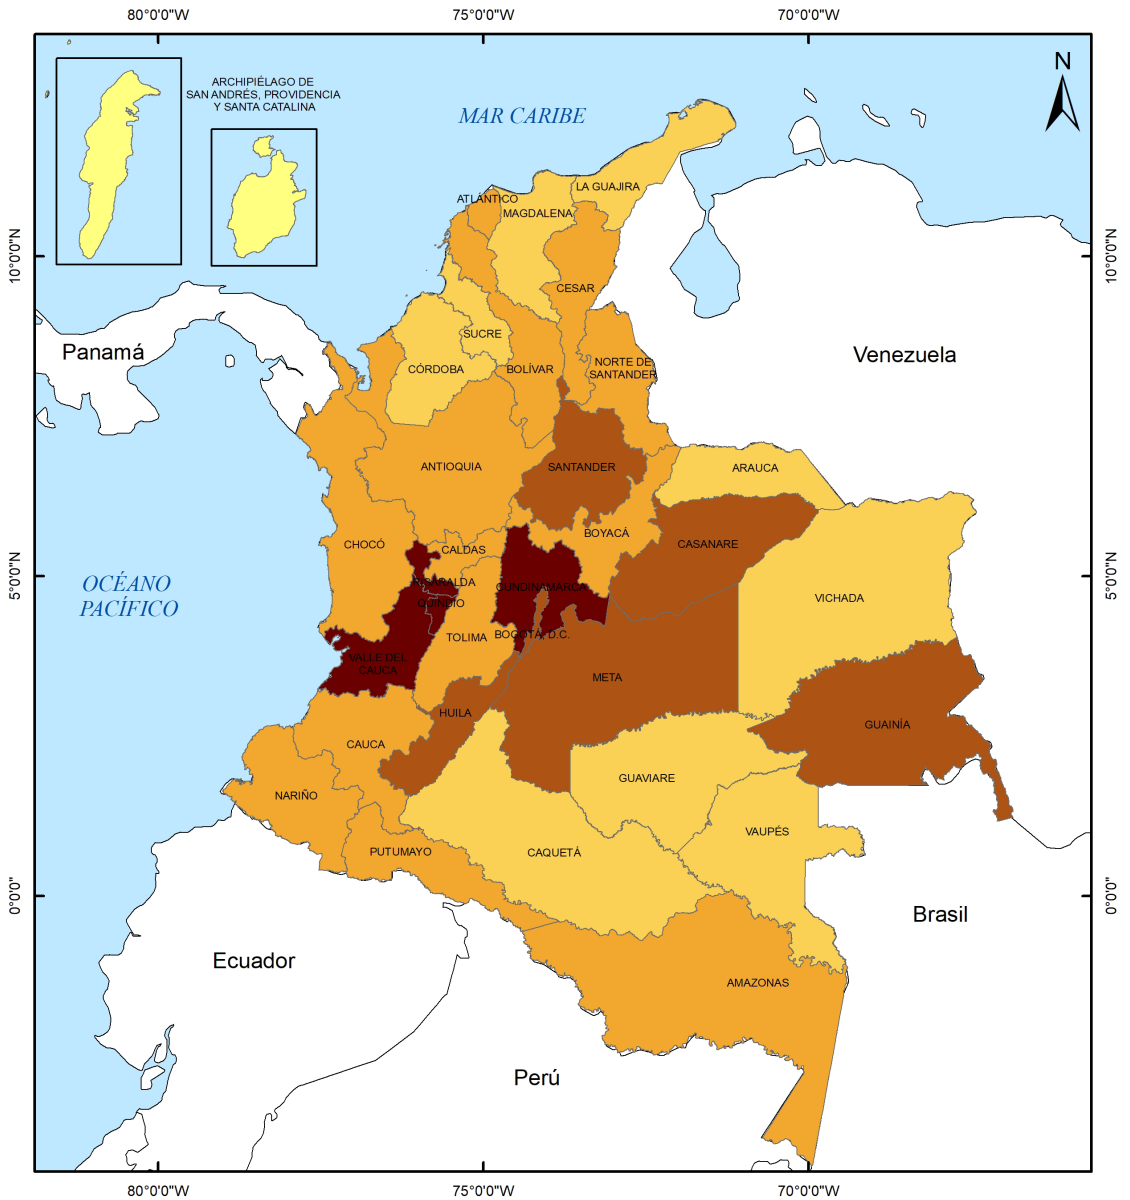 80°0'0"W
75°0'0"W
70°0'0"W
N
ARCHIPIÉLAGO DE
SAN ANDRÉS, PROVIDENCIA
Y SANTA CATALINA
MAR CARIBE
LA GUAJIRA
ATLÁNTICO
MAGDALENA
10°0'0"N
10°0'0"N
CESAR
SUCRE
Panamá
Venezuela
CÓRDOBA
BOLÍVAR
NORTE DE
SANTANDER
ANTIOQUIA
SANTANDER
ARAUCA
BOYACÁ
CHOCÓ
CALDAS
CASANARE
5°0'0"N
5°0'0"N
OCÉANO
PACÍFICO
RISARALDA
CUNDINAMARCA
QUINDÍO
VICHADA
TOLIMA
BOGOTÁ, D.C.
VALLE DEL
CAUCA
META
HUILA
GUAINÍA
CAUCA
GUAVIARE
NARIÑO
VAUPÉS
PUTUMAYO
CAQUETÁ
0°0'0"
0°0'0"
Brasil
Ecuador
AMAZONAS
Perú
80°0'0"W
75°0'0"W
70°0'0"W